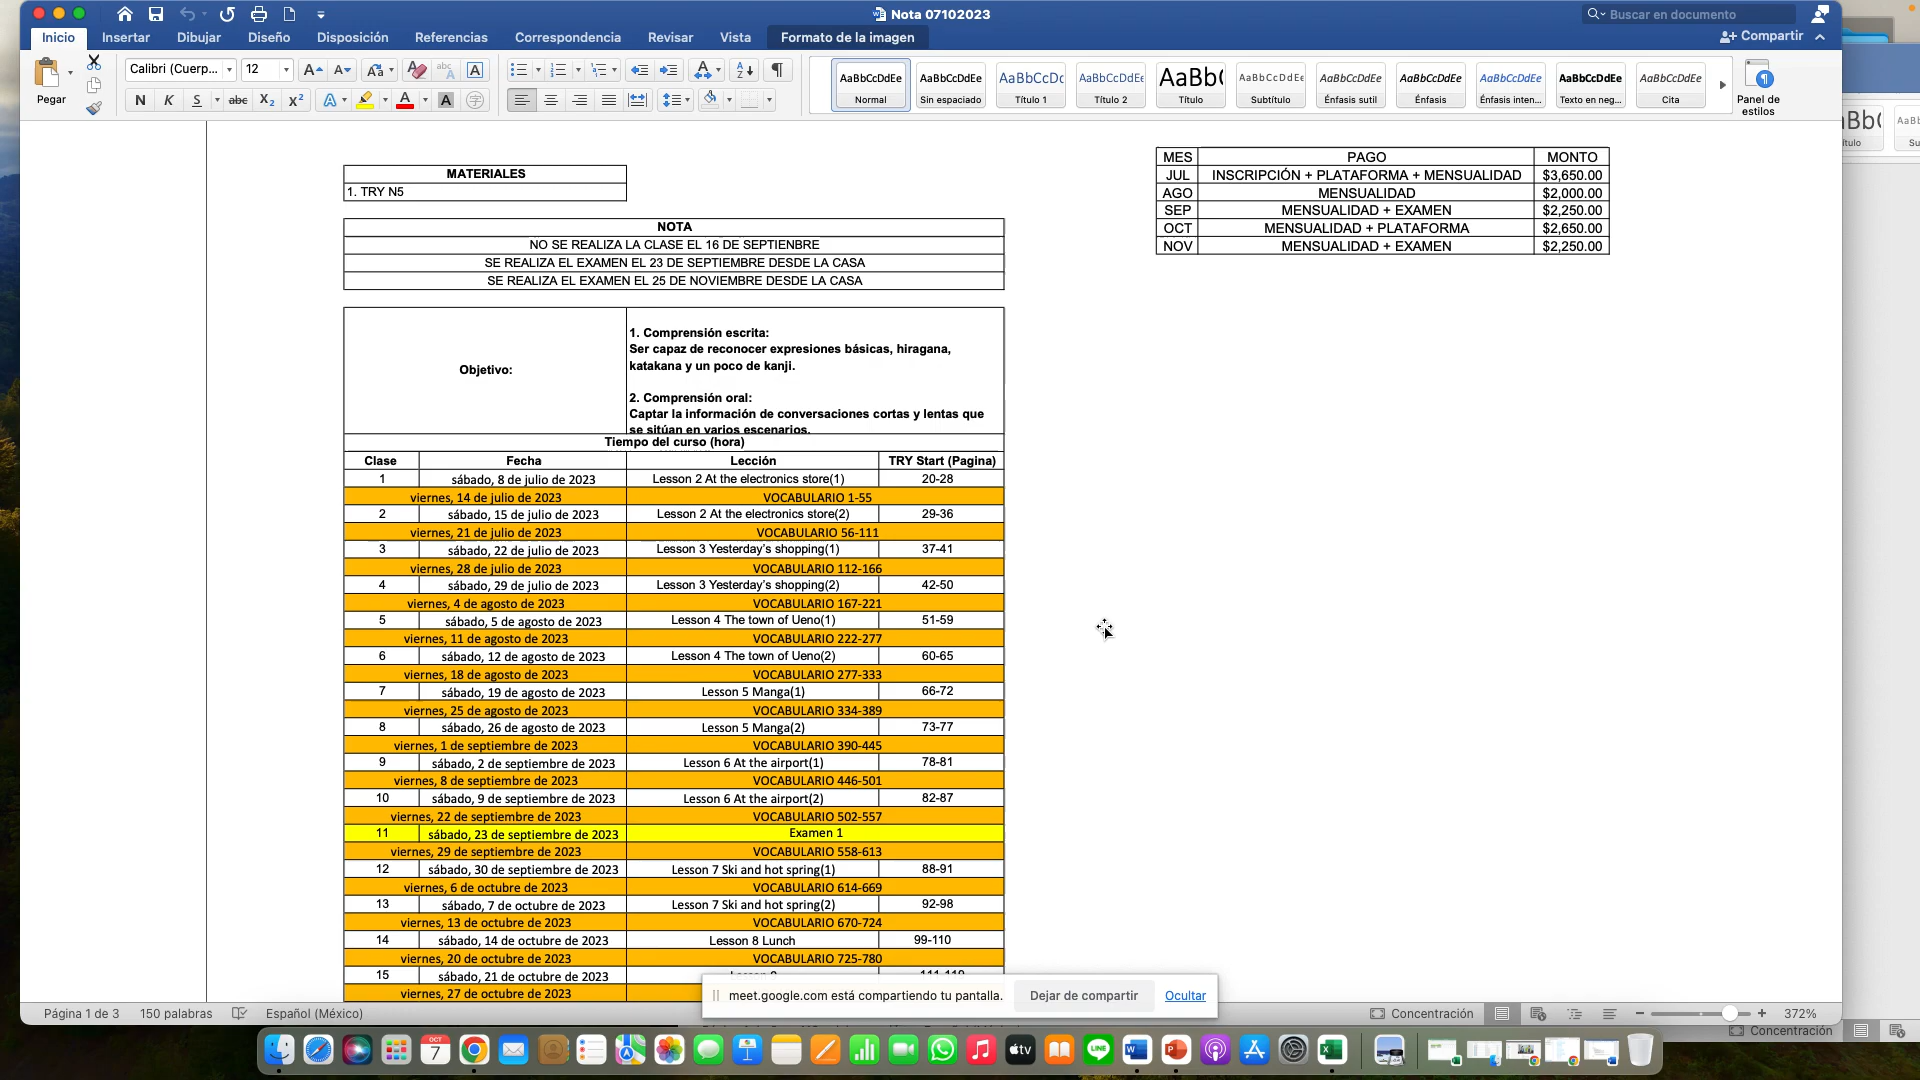 Nota 07102023
Buscar en documento
Inicio Insertar Dibujar Diseño Disposición Referencias Correspondencia Revisar Vista Formato de la imagen
Compartir
Pegar
Calibri (Cuerp... 12
N K S abc X2 X2
AaBbCcDdEe Normal
AaBbCcDdEe Sin espaciado
AaBbCcDc Título 1
AaBbCcDdEe Título 2
AaBb( Título
AaBbCcDdEe Subtítulo
AaBbCcDdEe Énfasis sutil
AaBbCcDdEe Énfasis
AaBbCcDdEe Énfasis inten...
AaBbCcDdEe Texto en neg...
AaBbCcDdEe Cita
Panel de
estilos
MATERIALES
1. TRY N5
NOTA
NO SE REALIZA LA CLASE EL 16 DE SEPTIENBRE
SE REALIZA EL EXAMEN EL 23 DE SEPTIEMBRE DESDE LA CASA
SE REALIZA EL EXAMEN EL 25 DE NOVIEMBRE DESDE LA CASA
Objetivo:
1. Comprensión escrita:
Ser capaz de reconocer expresiones básicas, hiragana,
katakana y un poco de kanji.
2. Comprensión oral:
Captar la información de conversaciones cortas y lentas que
se sitúan en varios escenarios.
Tiempo del curso (hora)
Clase Fecha Lección TRY Start (Pagina)
1 sábado, 8 de julio de 2023 Lesson 2 At the electronics store(1) 20-28
viernes, 14 de julio de 2023 VOCABULARIO 1-55
2 sábado, 15 de julio de 2023 Lesson 2 At the electronics store(2) 29-36
viernes, 21 de julio de 2023 VOCABULARIO 56-111
3 sábado, 22 de julio de 2023 Lesson 3 Yesterday's shopping(1) 37-41
viernes, 28 de julio de 2023 VOCABULARIO 112-166
4 sábado, 29 de julio de 2023 Lesson 3 Yesterday's shopping(2) 42-50
viernes, 4 de agosto de 2023 VOCABULARIO 167-221
5 sábado, 5 de agosto de 2023 Lesson 4 The town of Ueno(1) 51-59
viernes, 11 de agosto de 2023 VOCABULARIO 222-277
6 sábado, 12 de agosto de 2023 Lesson 4 The town of Ueno(2) 60-65
viernes, 18 de agosto de 2023 VOCABULARIO 277-333
7 sábado, 19 de agosto de 2023 Lesson 5 Manga(1) 66-72
viernes, 25 de agosto de 2023 VOCABULARIO 334-389
8 sábado, 26 de agosto de 2023 Lesson 5 Manga(2) 73-77
viernes, 1 de septiembre de 2023 VOCABULARIO 390-445
9 sábado, 2 de septiembre de 2023 Lesson 6 At the airport(1) 78-81
viernes, 8 de septiembre de 2023 VOCABULARIO 446-501
10 sábado, 9 de septiembre de 2023 Lesson 6 At the airport(2) 82-87
viernes, 22 de septiembre de 2023 VOCABULARIO 502-557
11 sábado, 23 de septiembre de 2023 Examen 1
viernes, 29 de septiembre de 2023 VOCABULARIO 558-613
12 sábado, 30 de septiembre de 2023 Lesson 7 Ski and hot spring(1) 88-91
viernes, 6 de octubre de 2023 VOCABULARIO 614-669
13 sábado, 7 de octubre de 2023 Lesson 7 Ski and hot spring(2) 92-98
viernes, 13 de octubre de 2023 VOCABULARIO 670-724
14 sábado, 14 de octubre de 2023 Lesson 8 Lunch 99-110
viernes, 20 de octubre de 2023 VOCABULARIO 725-780
15 sábado, 21 de octubre de 2023
viernes, 27 de octubre de 2023
MES PAGO MONTO
JUL INSCRIPCIÓN + PLATAFORMA + MENSUALIDAD $3,650.00
AGO MENSUALIDAD $2,000.00
SEP MENSUALIDAD + EXAMEN $2,250.00
OCT MENSUALIDAD + PLATAFORMA $2,650.00
NOV MENSUALIDAD + EXAMEN $2,250.00
meet.google.com está compartiendo tu pantalla. Dejar de compartir Ocultar
Página 1 de 3 150 palabras Español (México) Concentración 372%
Concentración
OCT
7
tv
LINE